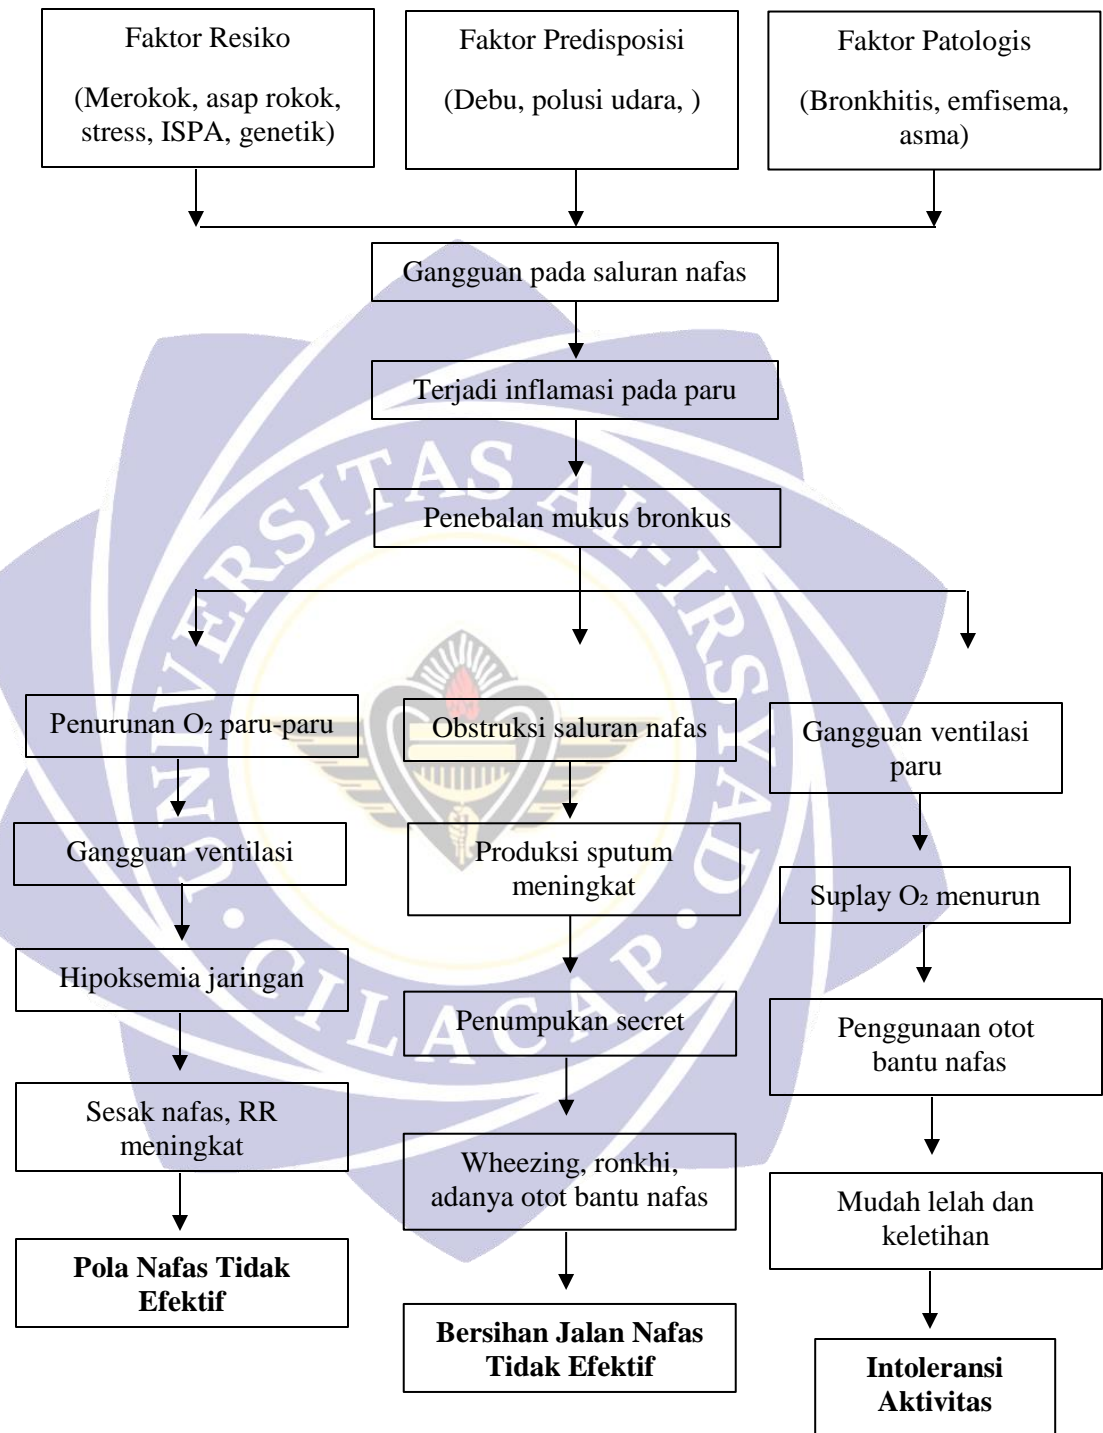 Faktor Resiko
(Merokok, asap rokok,
stress, ISPA, genetik)
Faktor Predisposisi
(Debu, polusi udara, )
Faktor Patologis
(Bronkhitis, emfisema,
asma)
Gangguan pada saluran nafas
Terjadi inflamasi pada paru
Penebalan mukus bronkus
Penurunan O₂ paru-paru
Gangguan ventilasi
Hipoksemia jaringan
Sesak nafas, RR
meningkat
Pola Nafas Tidak
Efektif
Obstruksi saluran nafas
Produksi sputum
meningkat
Penumpukan secret
Wheezing, ronkhi,
adanya otot bantu nafas
Bersihan Jalan Nafas
Tidak Efektif
Gangguan ventilasi
paru
Suplay O₂ menurun
Penggunaan otot
bantu nafas
Mudah lelah dan
keletihan
Intoleransi
Aktivitas
UNIVERSITAS AL-IRSYAD
CILACAP